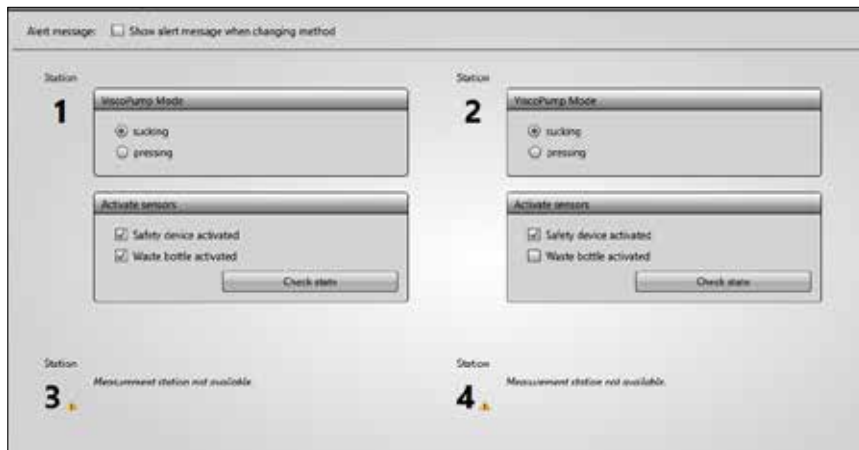 Alert message: Show alert message when changing method
Station
1
ViscoPump Mode
sucking
pressing
Activate sensors
Safety device activated
Waste bottle activated
Check state
Station
2
ViscoPump Mode
sucking
pressing
Activate sensors
Safety device activated
Waste bottle activated
Check state
Station
3
Measurement station not available.
Station
4
Measurement station not available.